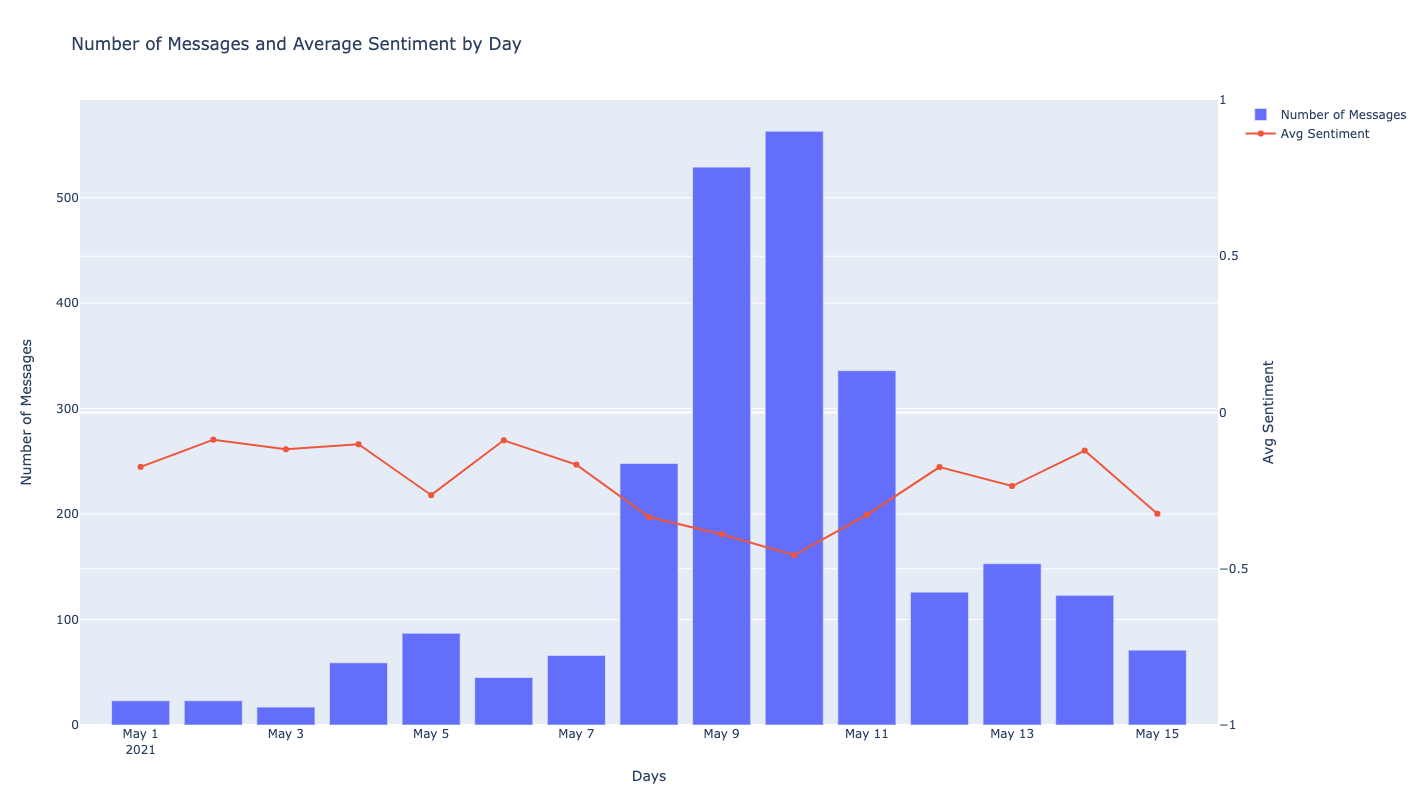 Number of Messages and Average Sentiment by Day
Number of Messages
Avg Sentiment
Number of Messages
500
400
300
200
100
0
1
0.5
0
−0.5
−1
Avg Sentiment
May 1
2021
May 3
May 5
May 7
May 9
May 11
May 13
May 15
Days